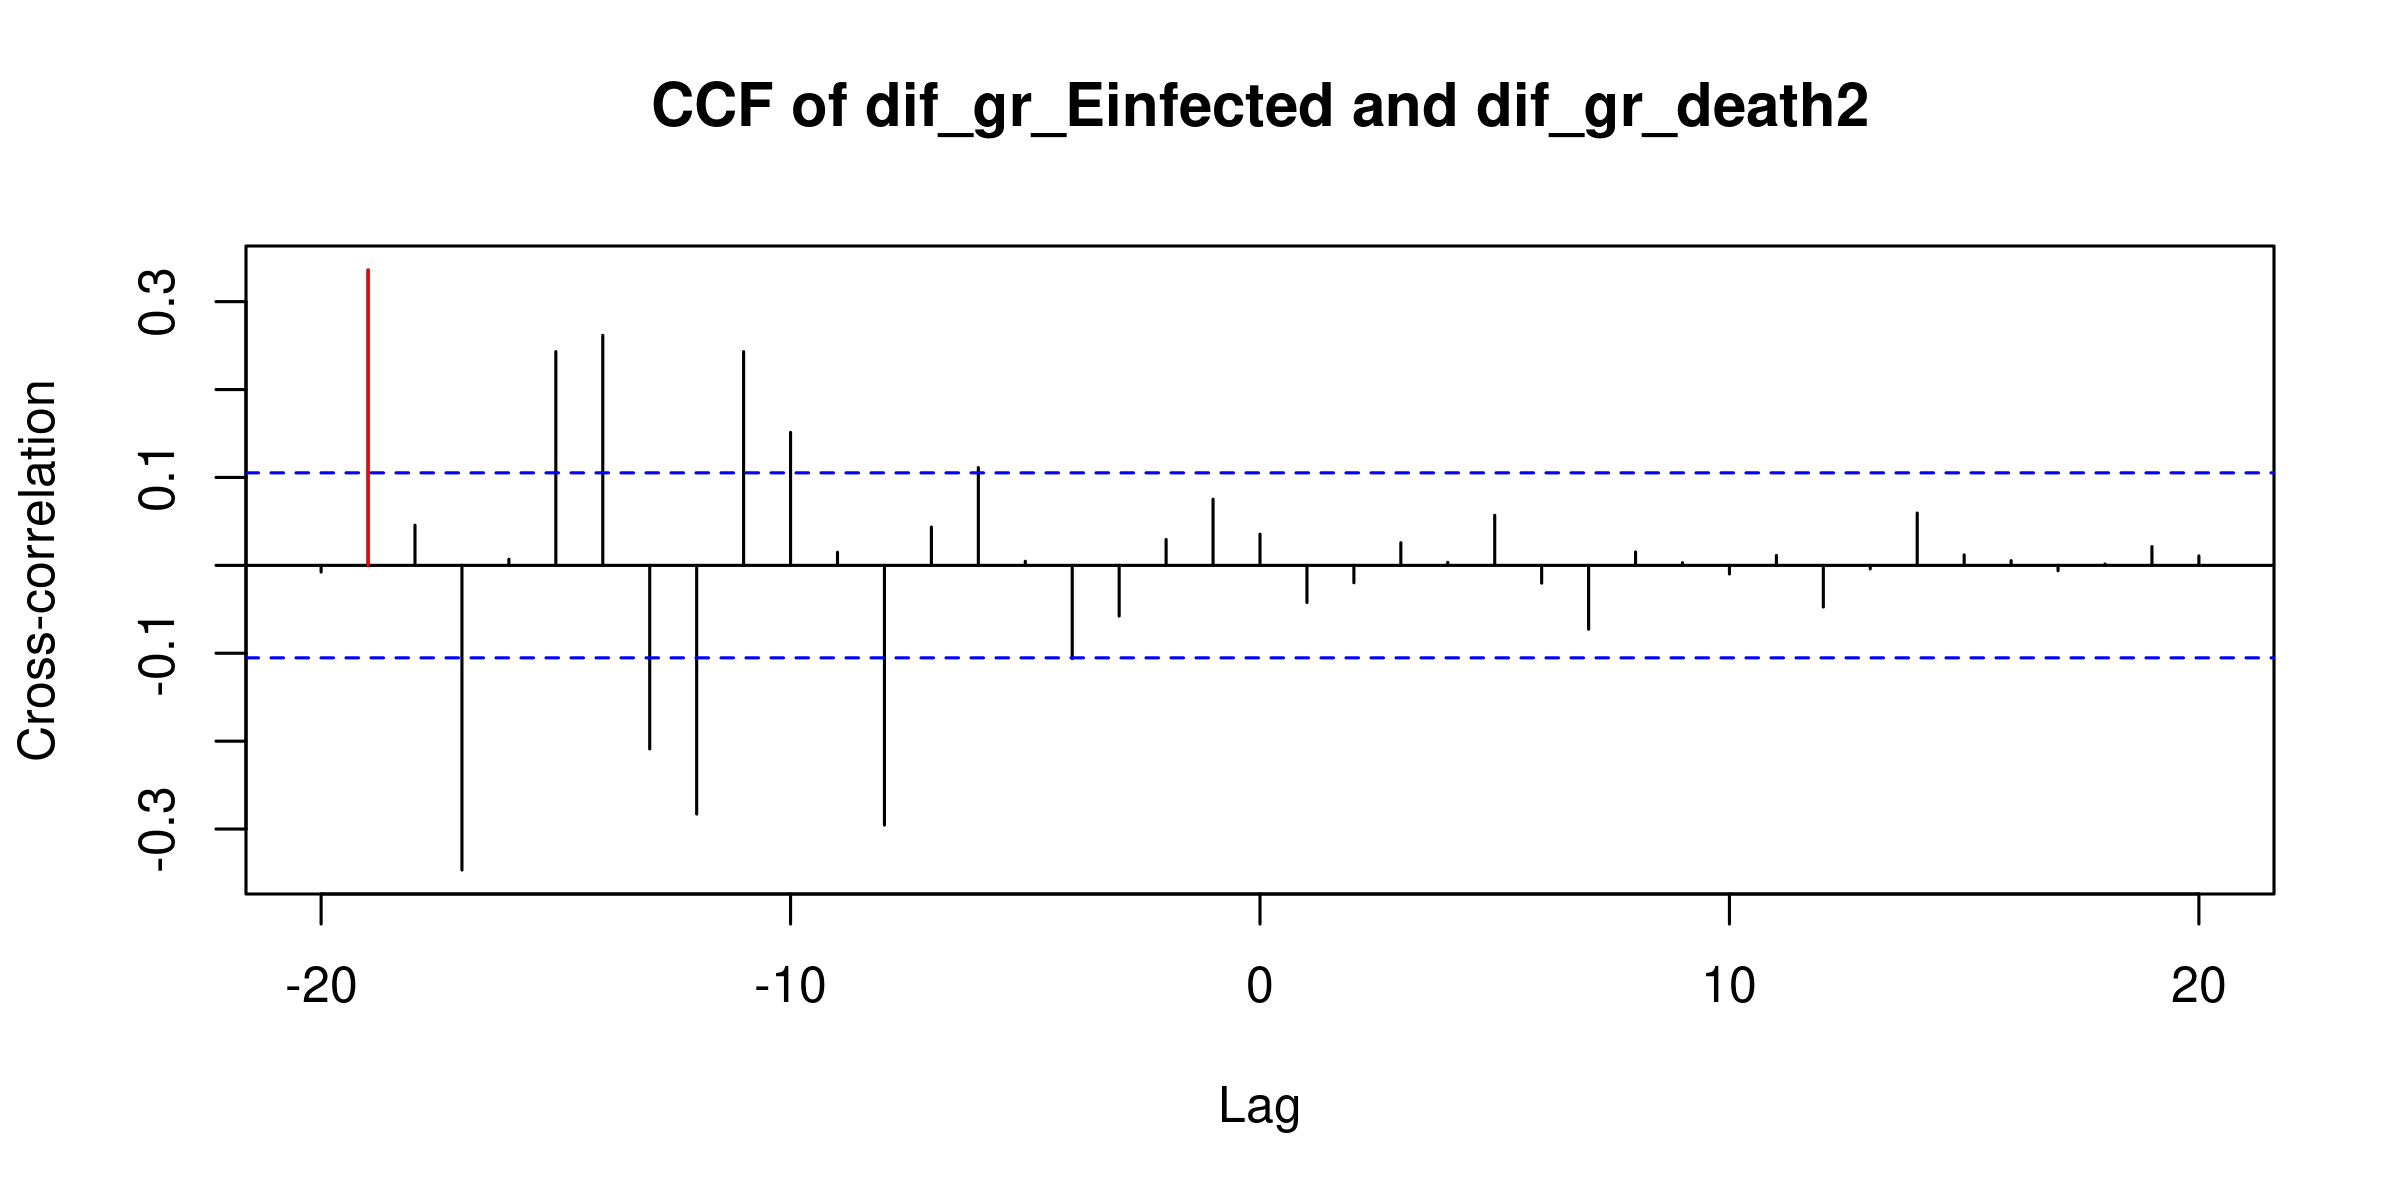 CCF of dif_gr_Einfected and dif_gr_death2
Cross-correlation
0.3
0.1
-0.1
-0.3
-20 -10 0 10 20
Lag